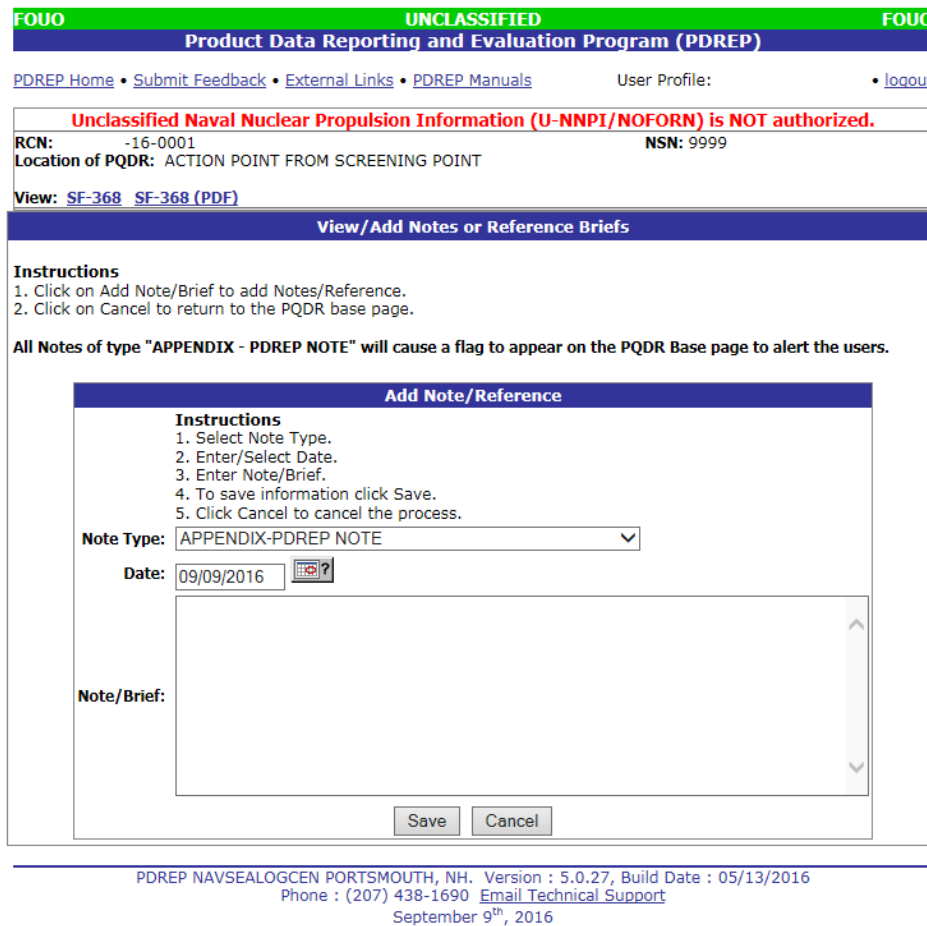 FOUO UNCLASSIFIED FOUO
Product Data Reporting and Evaluation Program (PDREP)
PDREP Home • Submit Feedback • External Links • PDREP Manuals User Profile: • logou
Unclassified Naval Nuclear Propulsion Information (U-NNPI/NOFORN) is NOT authorized.
RCN: -16-0001 NSN: 9999
Location of PQDR: ACTION POINT FROM SCREENING POINT
View: SF-368 SF-368 (PDF)
View/Add Notes or Reference Briefs
Instructions
1. Click on Add Note/Brief to add Notes/Reference.
2. Click on Cancel to return to the PQDR base page.
All Notes of type "APPENDIX - PDREP NOTE" will cause a flag to appear on the PQDR Base page to alert the users.
Add Note/Reference
Instructions
1. Select Note Type.
2. Enter/Select Date.
3. Enter Note/Brief.
4. To save information click Save.
5. Click Cancel to cancel the process.
Note Type: APPENDIX-PDREP NOTE
Date: 09/09/2016 ?
Note/Brief:
Save Cancel
PDREP NAVSEALOGCEN PORTSMOUTH, NH. Version : 5.0.27, Build Date : 05/13/2016
Phone : (207) 438-1690 Email Technical Support
September 9th, 2016